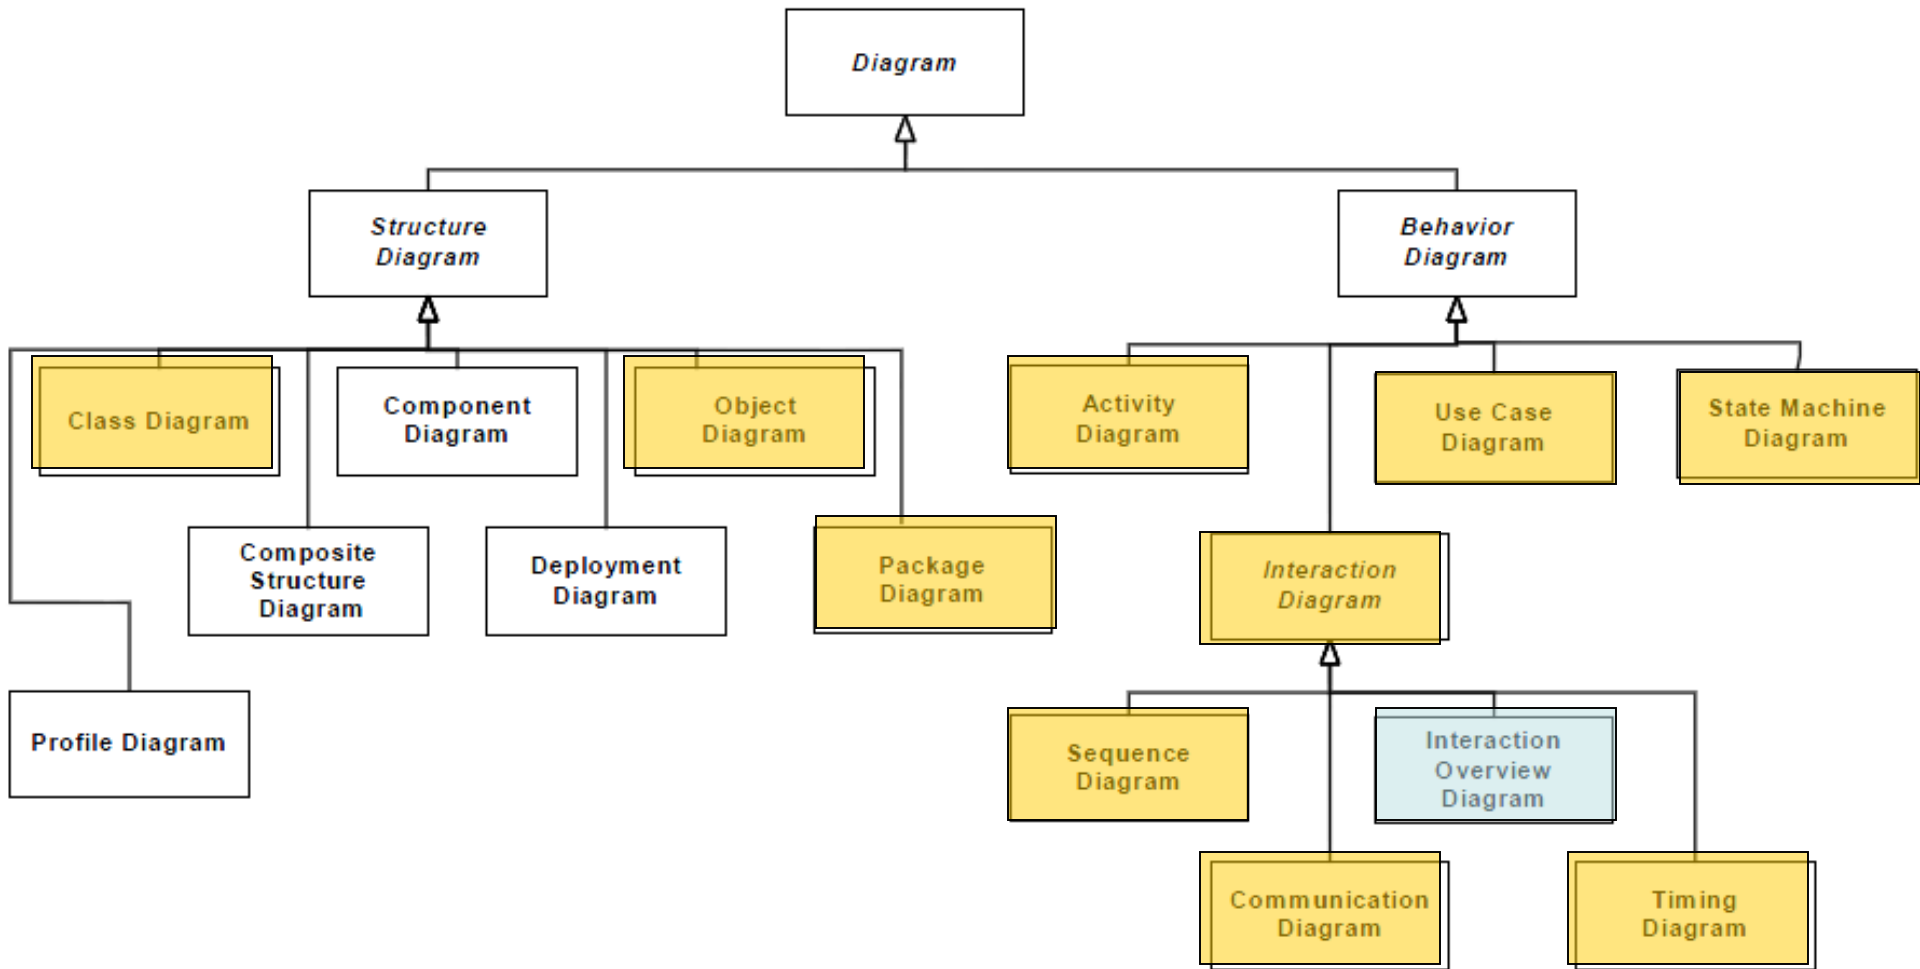 Diagram
Structure
Diagram
Behavior
Diagram
Class Diagram
Component
Diagram
Object
Diagram
Activity
Diagram
Use Case
Diagram
State Machine
Diagram
Composite
Structure
Diagram
Deployment
Diagram
Package
Diagram
Interaction
Diagram
Profile Diagram
Sequence
Diagram
Interaction
Overview
Diagram
Communication
Diagram
Timing
Diagram